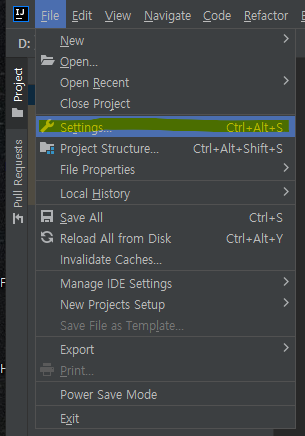 IJ File Edit View Navigate Code Refactor
D:
Project
Pull Requests
New
Open...
Open Recent
Close Project
Settings... Ctrl+Alt+S
Project Structure... Ctrl+Alt+Shift+S
File Properties
Local History
Save All Ctrl+S
Reload All from Disk Ctrl+Alt+Y
Invalidate Caches...
Manage IDE Settings
New Projects Setup
Save File as Template...
Export
Print...
Power Save Mode
Exit